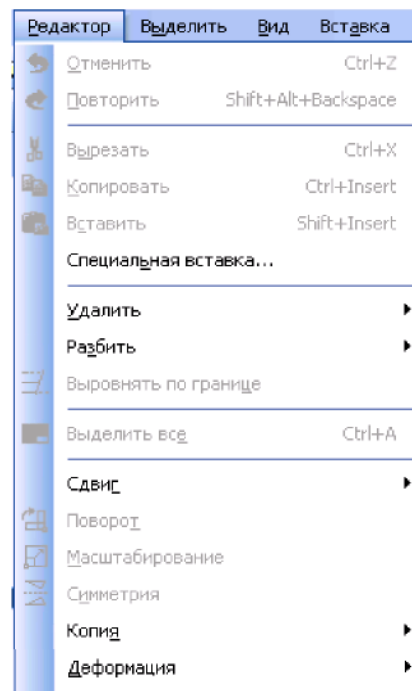 Редактор Выделить Вид Вставка
Отменить Ctrl+Z
Повторить Shift+Alt+Backspace
Вырезать Ctrl+X
Копировать Ctrl+Insert
Вставить Shift+Insert
Специальная вставка...
Удалить
Разбить
Выровнять по границе
Выделить все Ctrl+A
Сдвиг
Поворот
Масштабирование
Симметрия
Копия
Деформация